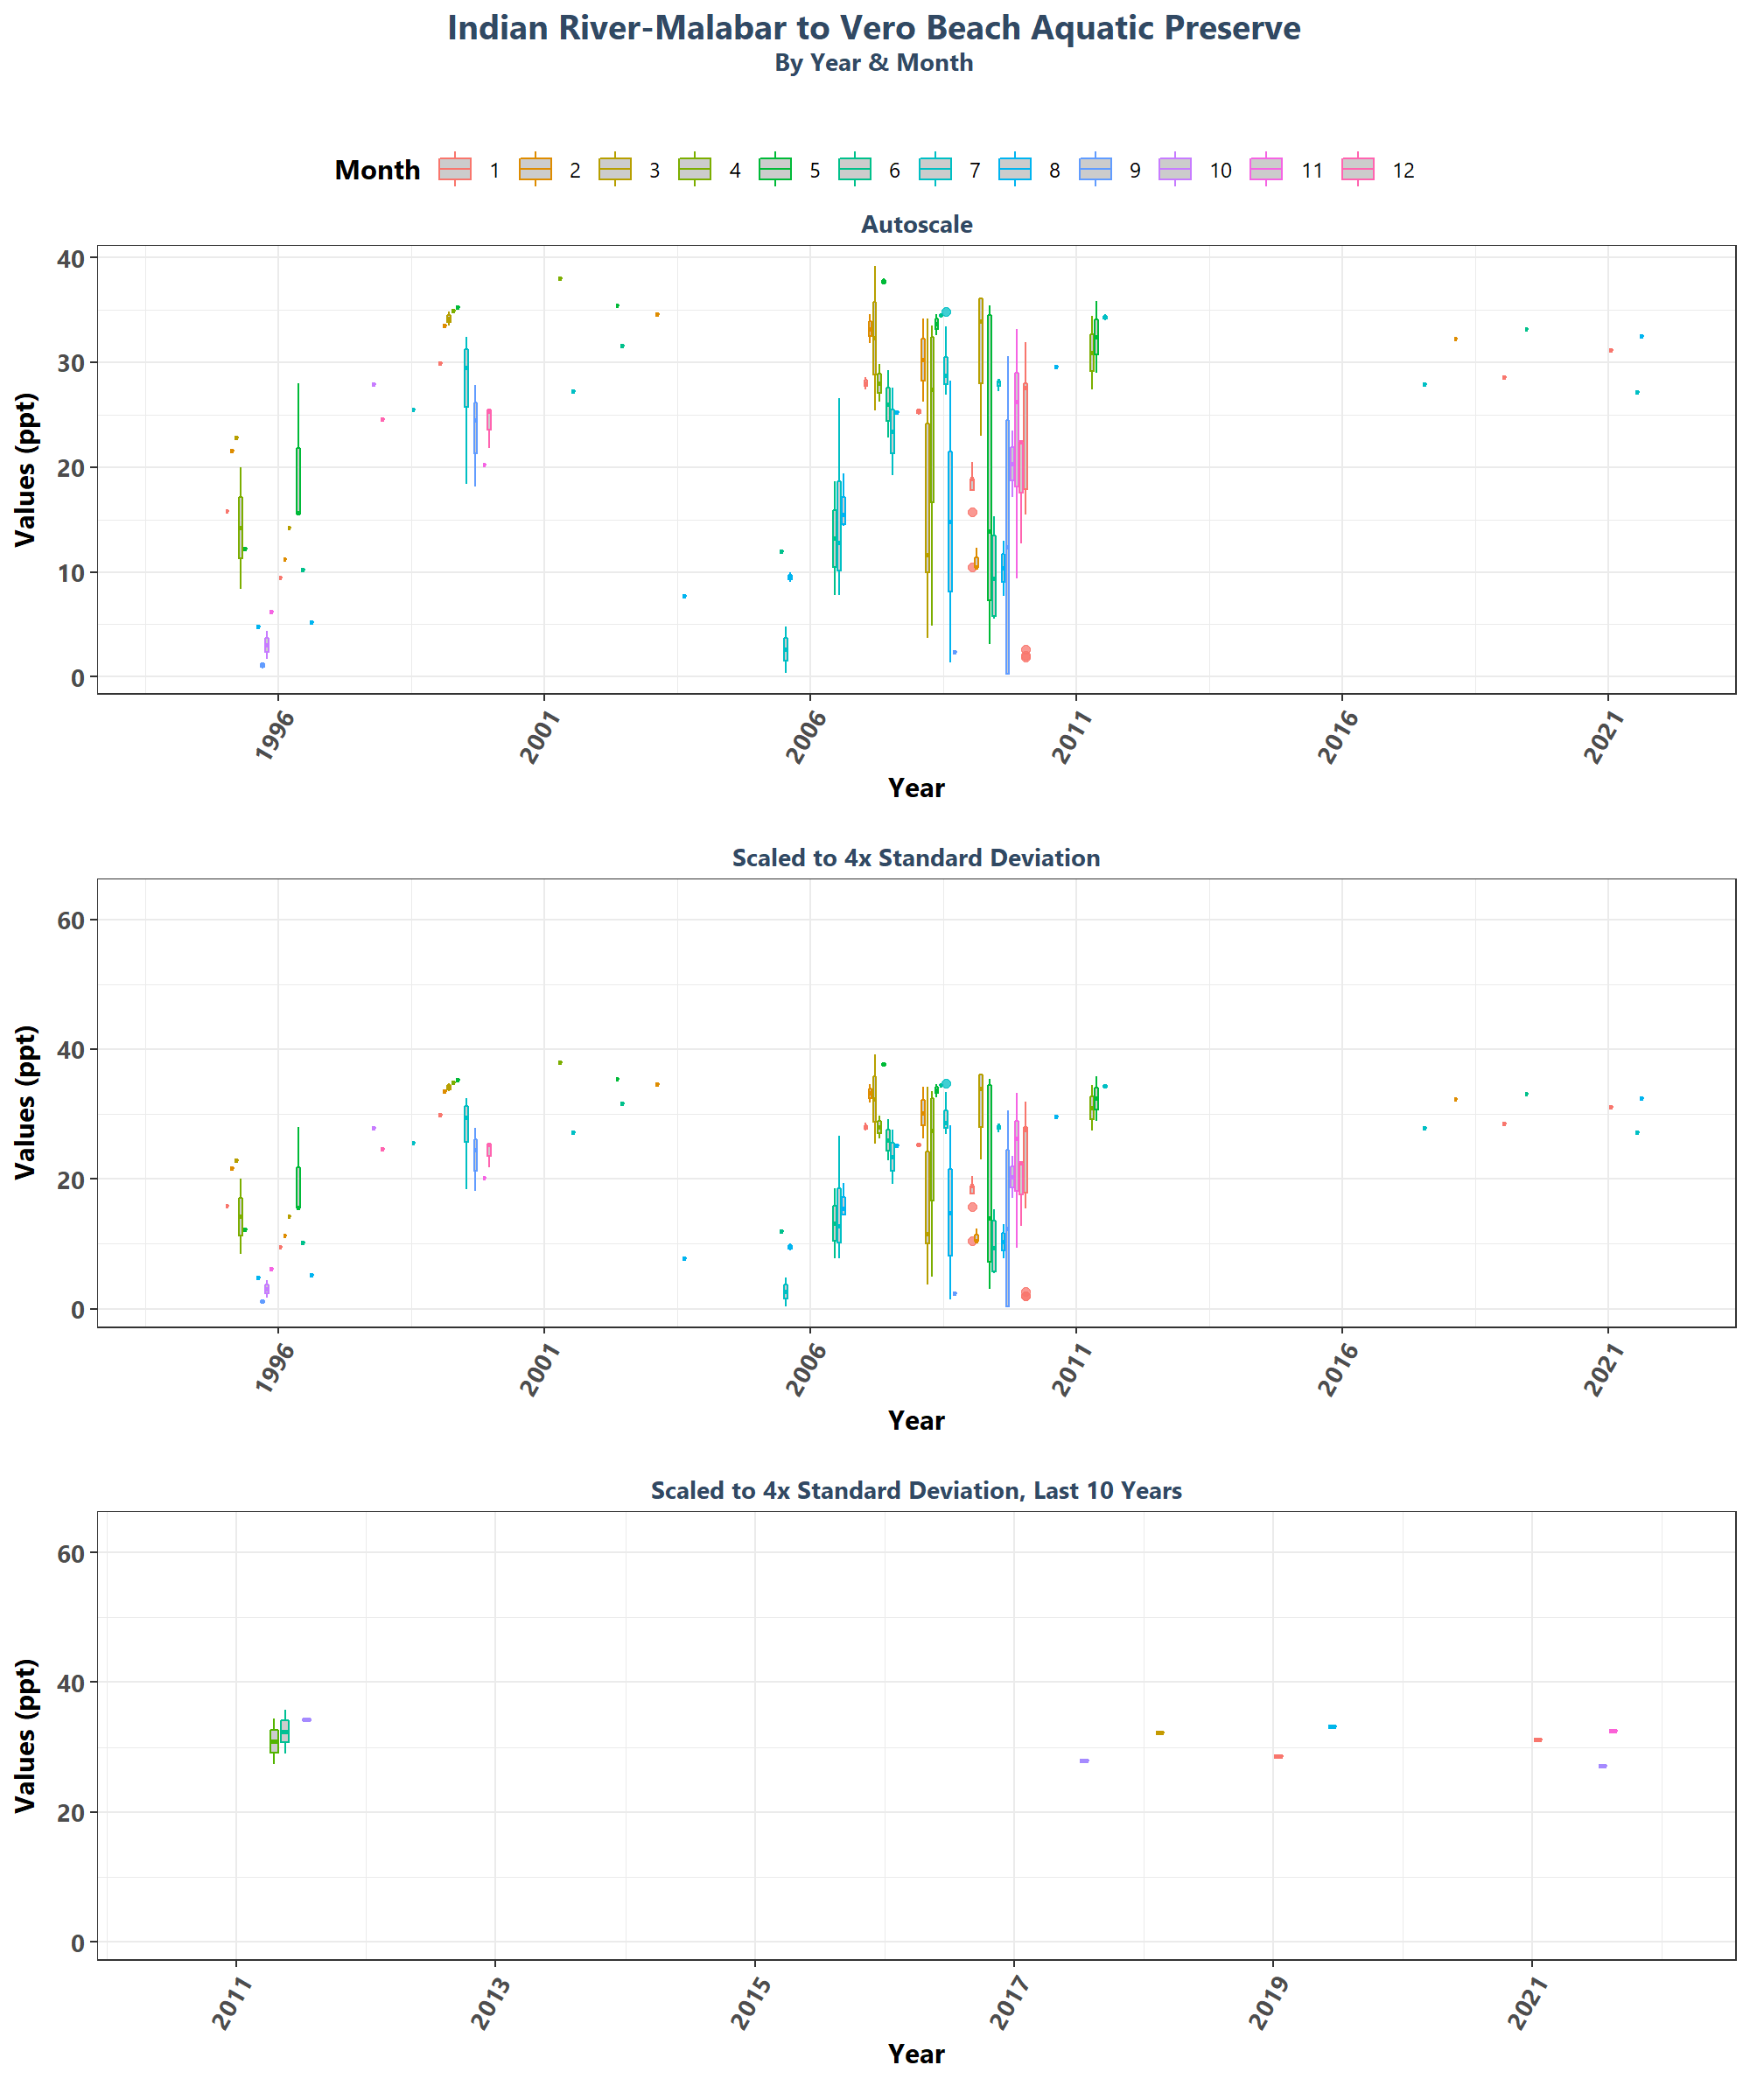 Indian River-Malabar to Vero Beach Aquatic Preserve
By Year & Month
Month 1 2 3 4 5 6 7 8 9 10 11 12
Autoscale
Values (ppt)
40
30
20
10
0
1996 2001 2006 2011 2016 2021
Year
Scaled to 4x Standard Deviation
Values (ppt)
60
40
20
0
1996 2001 2006 2011 2016 2021
Year
Scaled to 4x Standard Deviation, Last 10 Years
Values (ppt)
60
40
20
0
2011 2013 2015 2017 2019 2021
Year